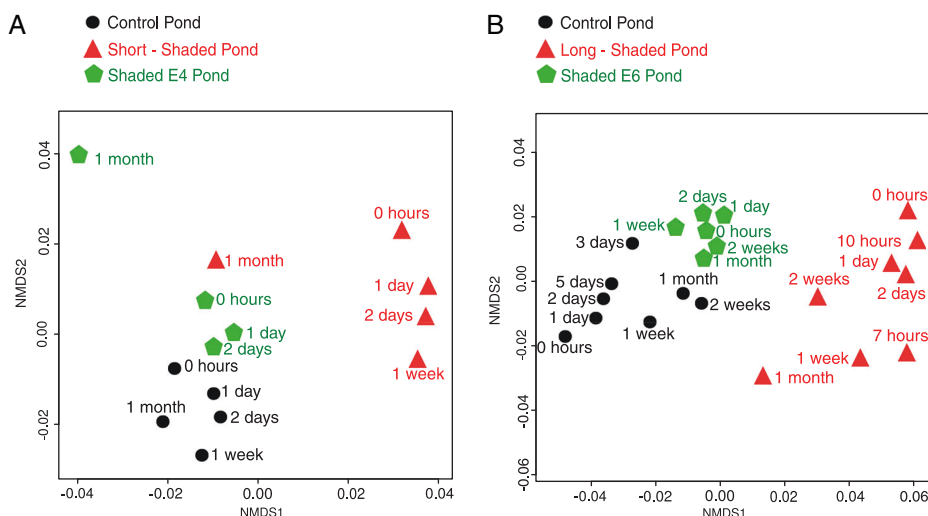 A
Control Pond
Short - Shaded Pond
Shaded E4 Pond
NMDS2
0.04
0.02
0.00
-0.02
1 month
0 hours
1 month
1 day
0 hours
2 days
1 day
2 days
1 week
0 hours
1 day
1 month
2 days
1 week
-0.04
-0.02
0.00
0.02
0.04
NMDS1
B
Control Pond
Long - Shaded Pond
Shaded E6 Pond
NMDS2
0.04
0.02
0.00
-0.02
-0.04
-0.06
0 hours
2 days
1 day
1 week
0 hours
10 hours
3 days
2 weeks
1 month
1 day
5 days
1 month
2 weeks
2 days
2 days
2 weeks
1 day
1 week
0 hours
7 hours
1 week
1 month
-0.04
-0.02
0.00
0.02
0.04
0.06
NMDS1